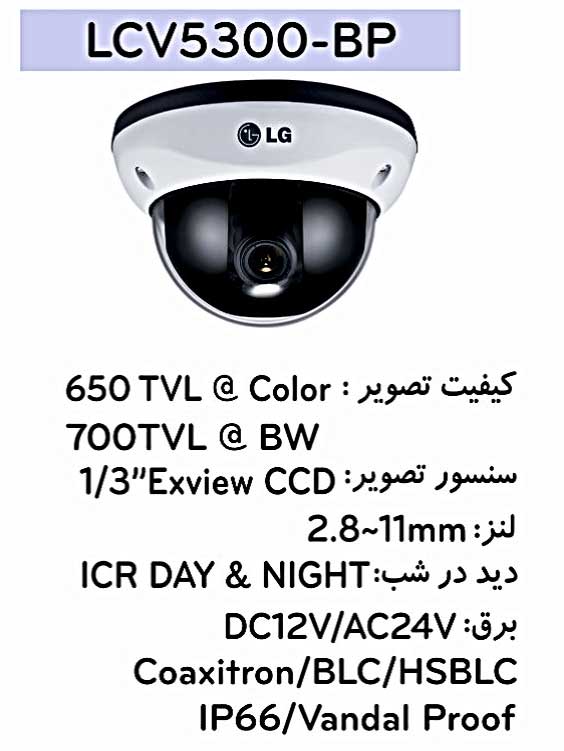 LCV5300-BP
LG
کیفیت تصویر : 650 TVL @ Color
700TVL @ BW
سنسور تصویر: 1/3"Exview CCD
لنز: 2.8~11mm
دید در شب: ICR DAY & NIGHT
برق: DC12V/AC24V
Coaxitron/BLC/HSBLC
IP66/Vandal Proof